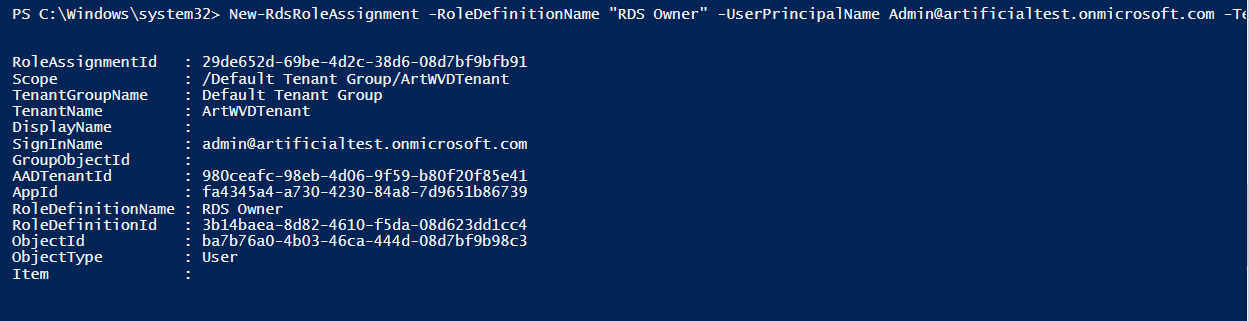 PS C:\Windows\system32> New-RdsRoleAssignment -RoleDefinitionName "RDS Owner" -UserPrincipalName Admin@artificialtest.onmicrosoft.com -Te
RoleAssignmentId : 29de652d-69be-4d2c-38d6-08d7bf9bfb91
Scope : /Default Tenant Group/ArtWVDTenant
TenantGroupName : Default Tenant Group
TenantName : ArtWVDTenant
DisplayName :
SignInName : admin@artificialtest.onmicrosoft.com
GroupObjectId :
AADTenantId : 980ceafc-98eb-4d06-9f59-b80f20f85e41
AppId : fa4345a4-a730-4230-84a8-7d9651b86739
RoleDefinitionName : RDS Owner
RoleDefinitionId : 3b14baea-8d82-4610-f5da-08d623dd1cc4
ObjectId : ba7b76a0-4b03-46ca-444d-08d7bf9b98c3
ObjectType : User
Item :